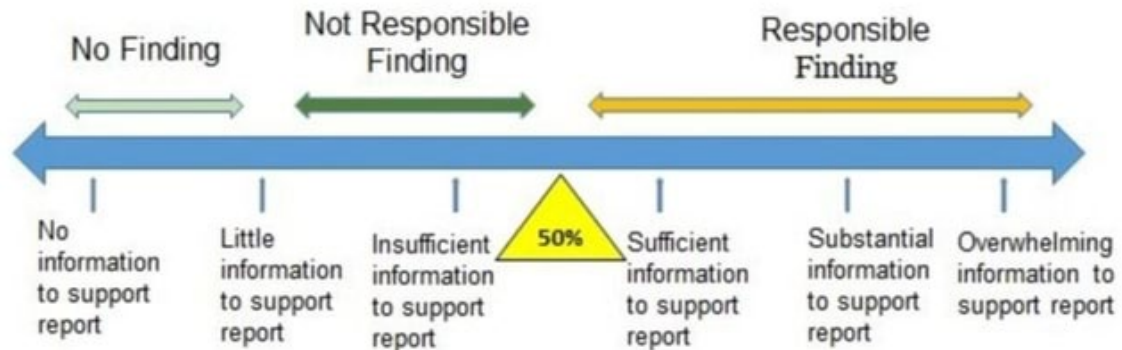 No Finding
Not Responsible
Finding
Responsible
Finding
50%
No
information
to support
report
Little
information
to support
report
Insufficient
information
to support
report
Sufficient
information
to support
report
Substantial
information
to support
report
Overwhelming
information to
support report